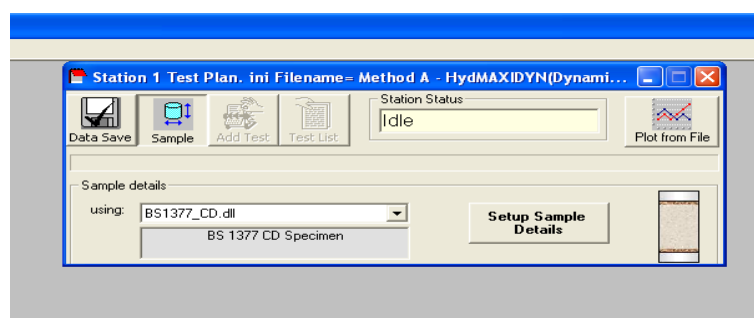 Station 1 Test Plan. ini Filename= Method A - HydMAXIDYN(Dynami...
Station Status
Idle
Data Save
Sample
Add Test
Test List
Plot from File
Sample details
using:
BS1377_CD.dll
Setup Sample
Details
BS 1377 CD Specimen